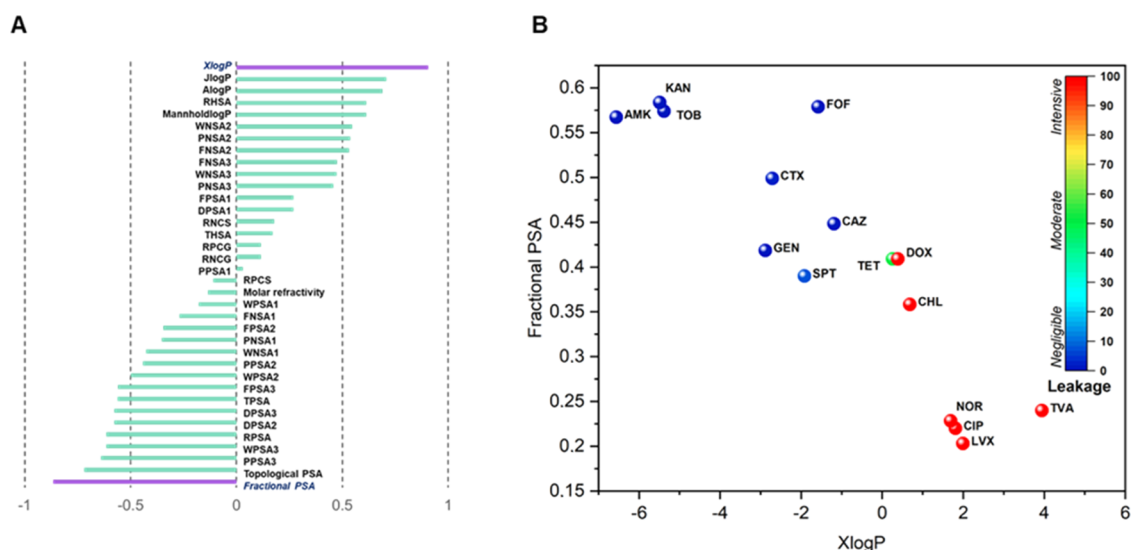 A
XlogP
JlogP
AlogP
RHSA
MannholdlogP
WNSA2
PNSA2
FNSA2
FNSA3
WNSA3
PNSA3
FPSA1
DPSA1
RNCS
THSA
RPCG
RNCG
PPSA1
RPCS
Molar refractivity
WPSA1
FNSA1
FPSA2
PNSA1
WNSA1
PPSA2
WPSA2
FPSA3
TPSA
DPSA3
DPSA2
RPSA
WPSA3
PPSA3
Topological PSA
Fractional PSA
-1 -0.5 0 0.5 1
B
Fractional PSA
0.6
0.55
0.5
0.45
0.4
0.35
0.3
0.25
0.2
0.15
-6 -4 -2 0 2 4 6
XlogP
KAN
AMK
TOB
FOF
CTX
CAZ
GEN
SPT
TET
DOX
CHL
NOR
CIP
LVX
TVA
Intensive
Moderate
Negligible
100
90
80
70
60
50
40
30
20
10
0
Leakage